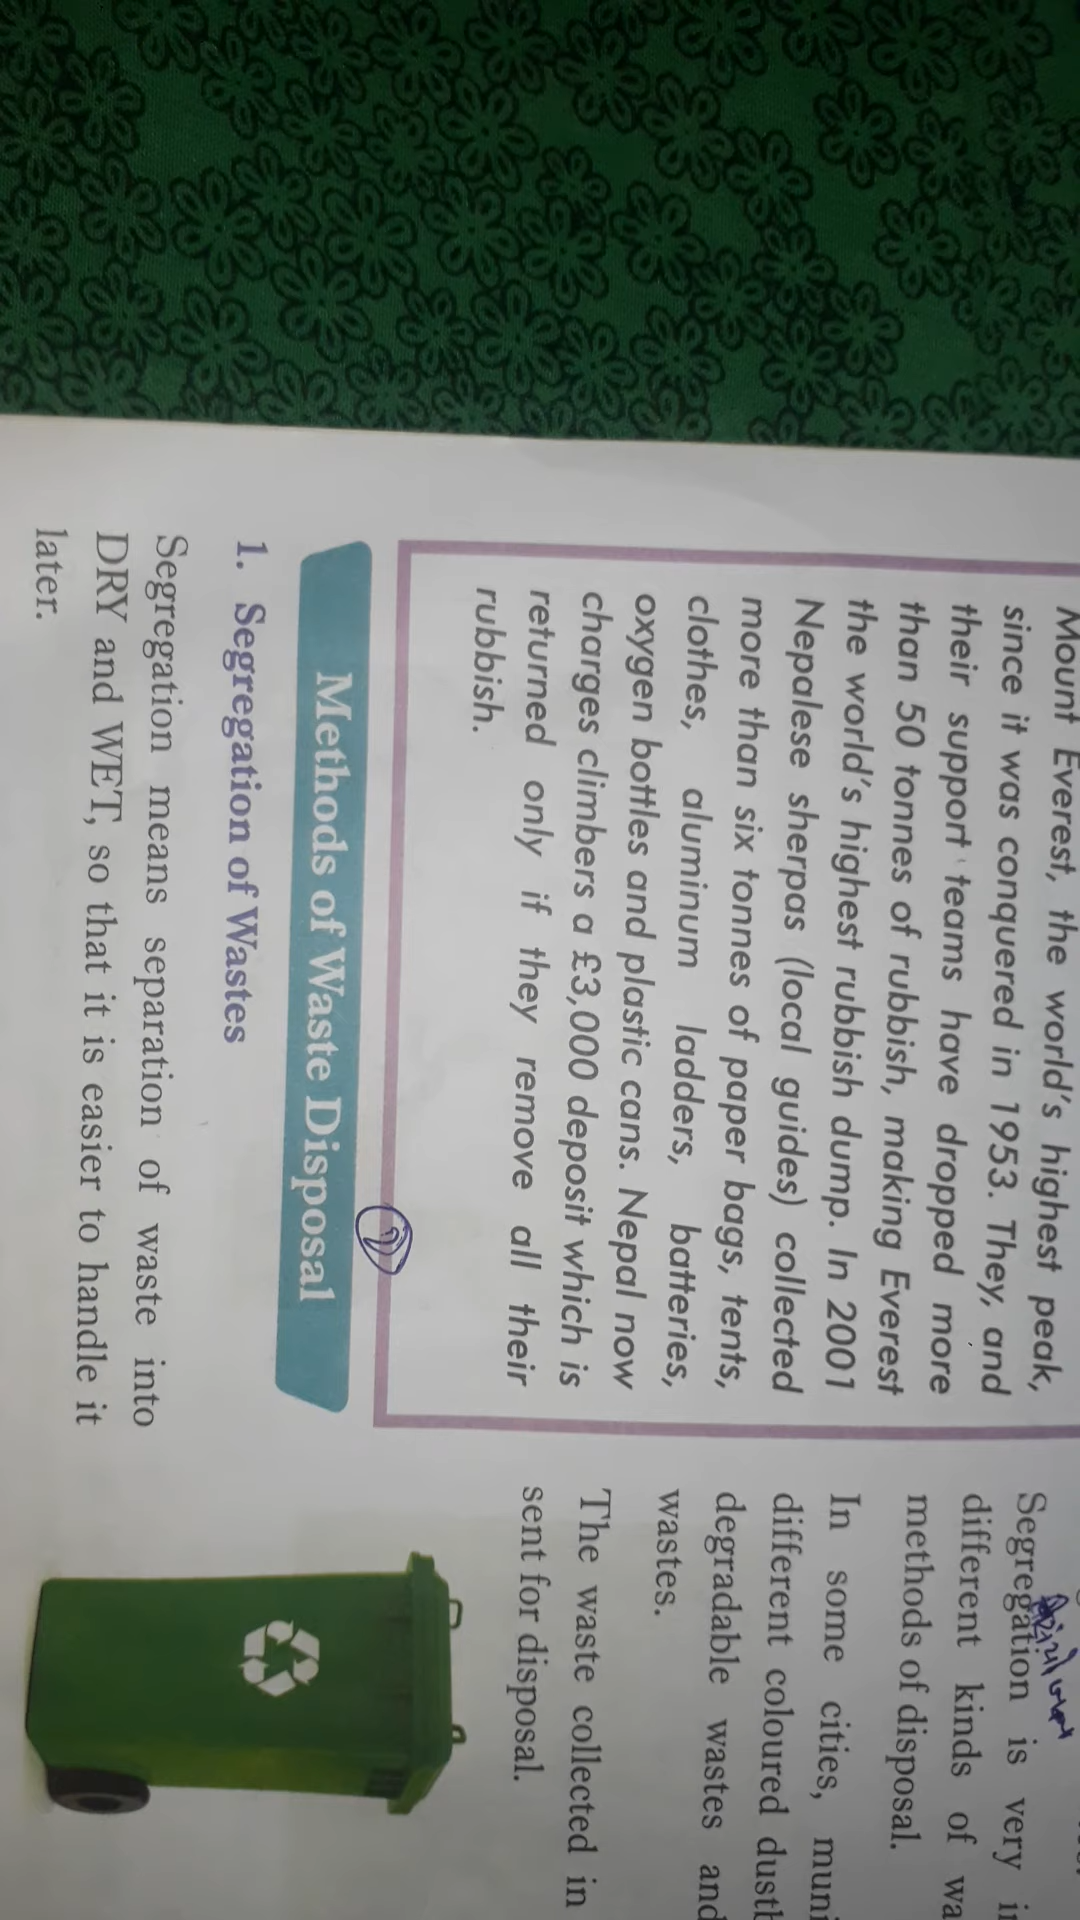 Mount Everest, the world's highest peak,
since it was conquered in 1953. They, and
their support teams have dropped more
than 50 tonnes of rubbish, making Everest
the world's highest rubbish dump. In 2001
Nepalese sherpas (local guides) collected
more than six tonnes of paper bags, tents,
clothes, aluminum ladders, batteries,
oxygen bottles and plastic cans. Nepal now
charges climbers a £3,000 deposit which is
returned only if they remove all their
rubbish.
Methods of Waste Disposal
1. Segregation of Wastes
Segregation means separation of waste into
DRY and WET, so that it is easier to handle it
later.
Segregation is very
different kinds of
methods of disposal.
In some cities,
different coloured
degradable wastes and
wastes.
The waste collected in
sent for disposal.